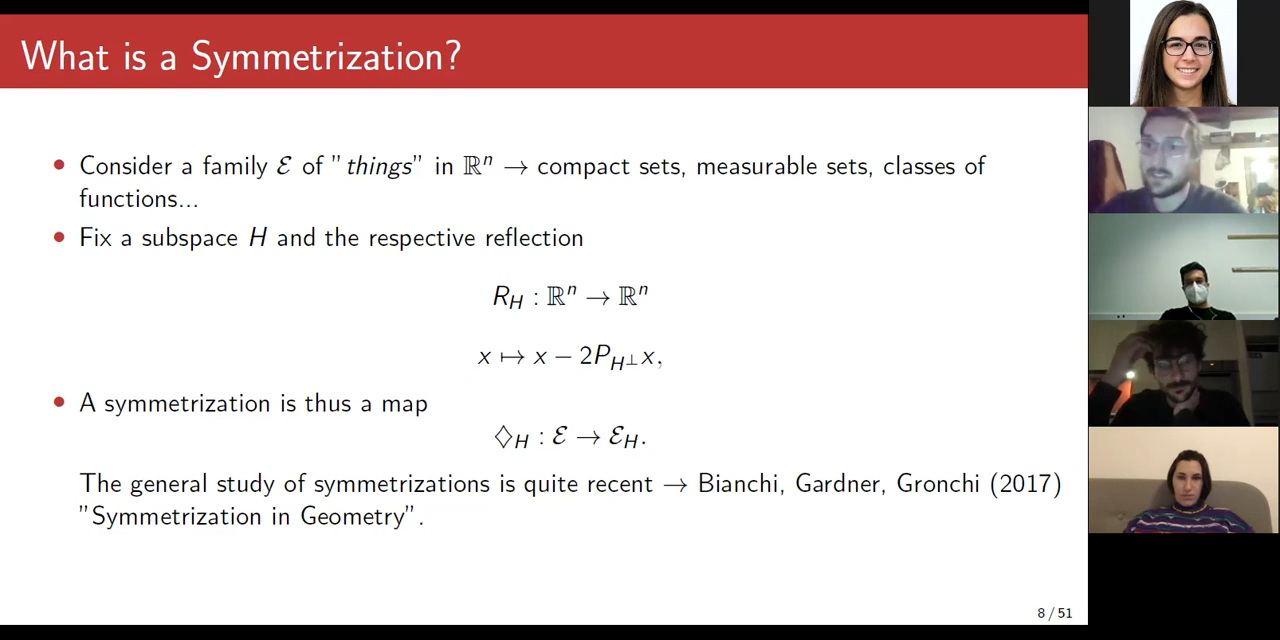 What is a Symmetrization?
• Consider a family ℰ of "things" in ℝⁿ → compact sets, measurable sets, classes of
functions...
• Fix a subspace H and the respective reflection
R_H : ℝⁿ → ℝⁿ
x ↦ x − 2P_{H⊥}x,
• A symmetrization is thus a map
♢_H : ℰ → ℰ_H.
The general study of symmetrizations is quite recent → Bianchi, Gardner, Gronchi (2017)
"Symmetrization in Geometry".
8 / 51